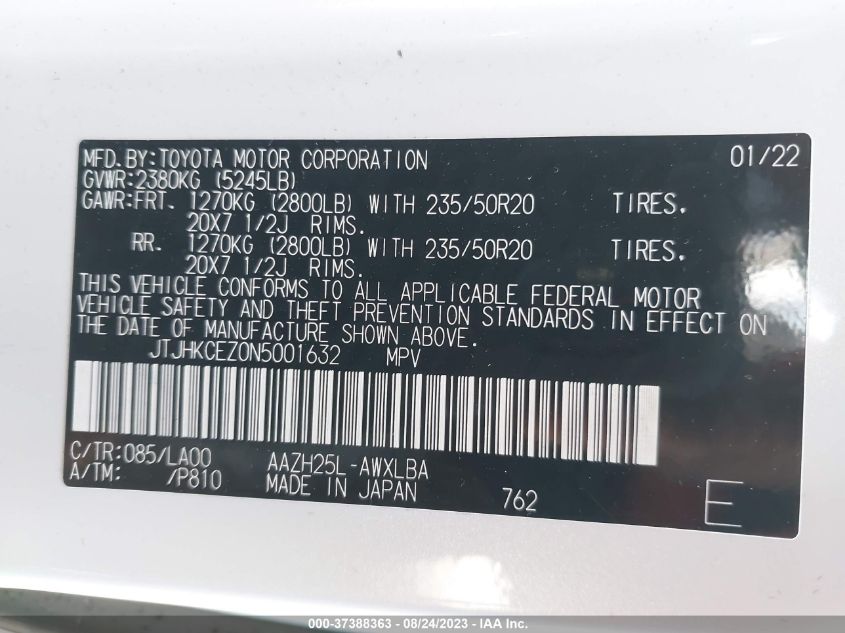 MFD.BY:TOYOTA MOTOR CORPORATION 01/22
GVWR:2380KG (5245LB)
GAWR:FRT. 1270KG (2800LB) WITH 235/50R20 TIRES.
20X7 1/2J RIMS.
RR. 1270KG (2800LB) WITH 235/50R20 TIRES.
20X7 1/2J RIMS.
THIS VEHICLE CONFORMS TO ALL APPLICABLE FEDERAL MOTOR
VEHICLE SAFETY AND THEFT PREVENTION STANDARDS IN EFFECT ON
THE DATE OF MANUFACTURE SHOWN ABOVE.
JTJHKCEZ0N5001632 MPV
C/TR:085/LA00 AAZH25L-AWXLBA
A/TM: /P810 MADE IN JAPAN 762 E
000-37388363 - 08/24/2023 - IAA Inc.